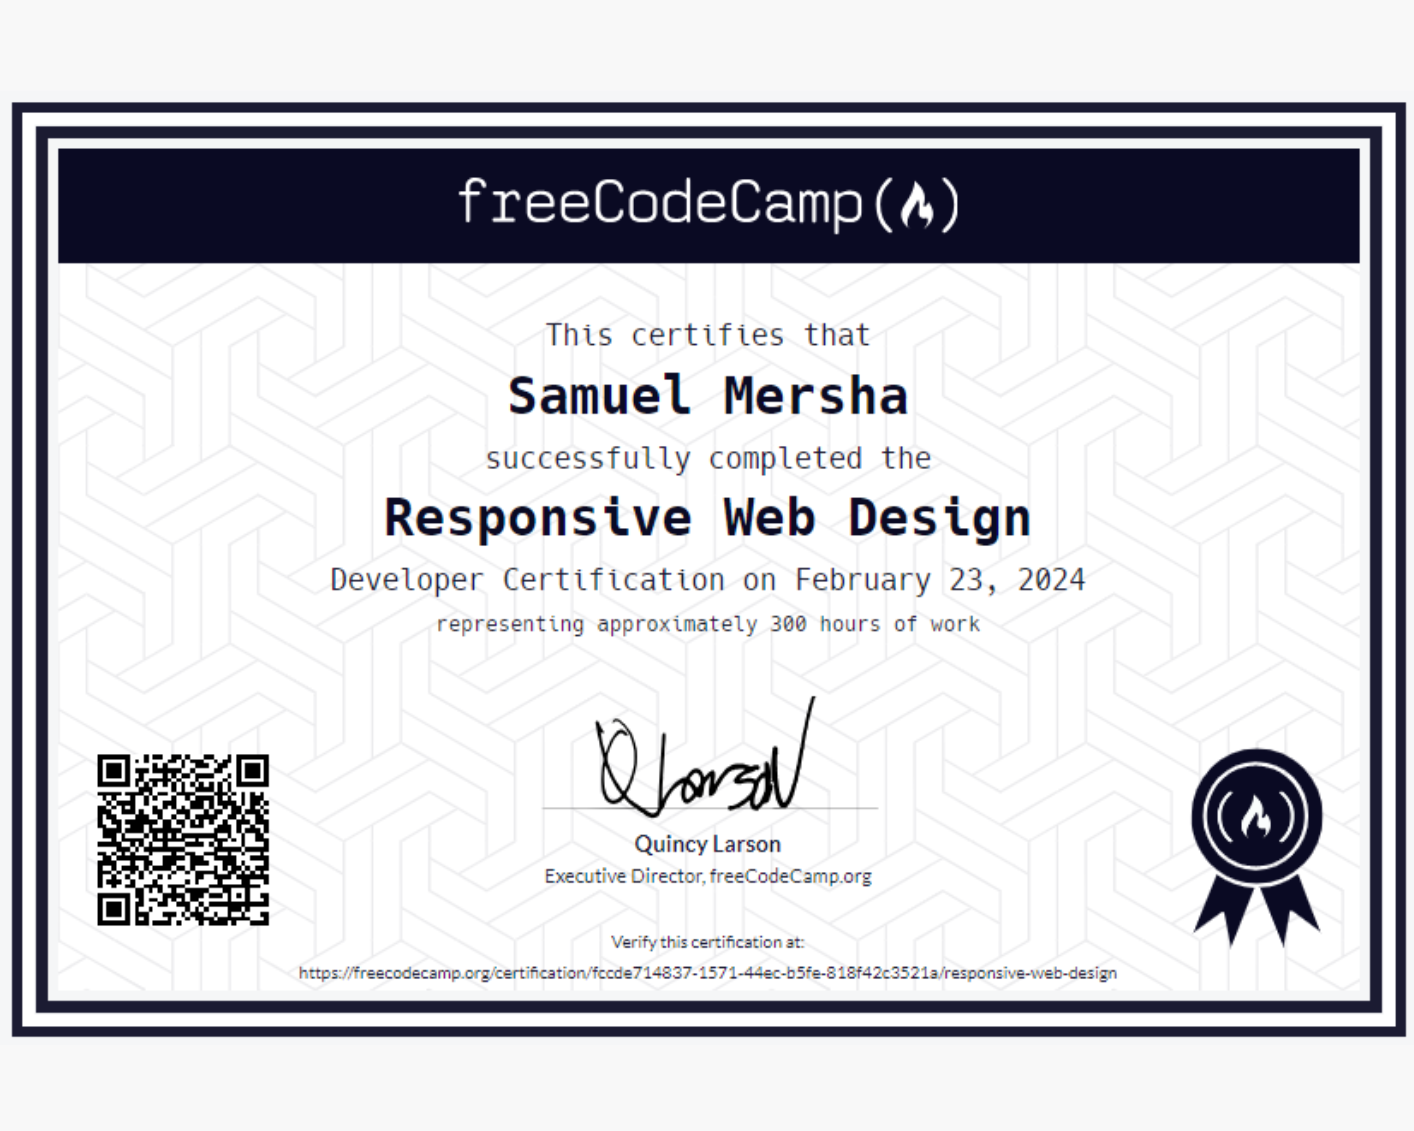 freeCodeCamp
This certifies that
Samuel Mersha
successfully completed the
Responsive Web Design
Developer Certification on February 23, 2024
representing approximately 300 hours of work
QLarson
Quincy Larson
Executive Director, freeCodeCamp.org
Verify this certification at:
https://freecodecamp.org/certification/fccde714837-1571-44ec-b5fe-818f42c3521a/responsive-web-design